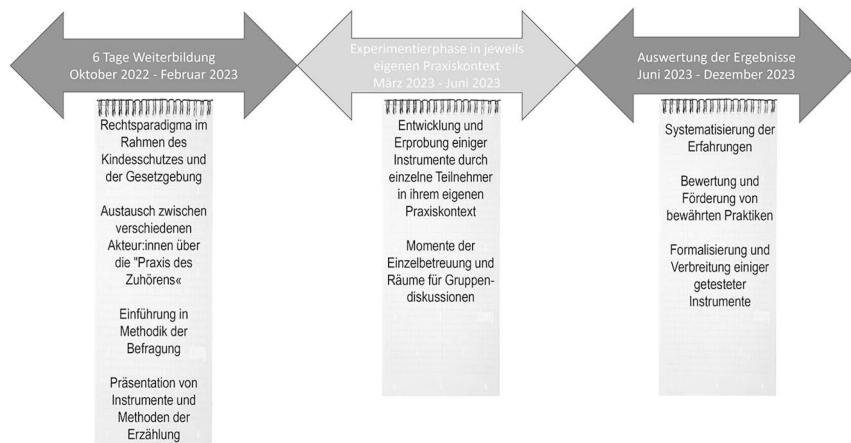 6 Tage Weiterbildung
Oktober 2022 - Februar 2023
Experimentierphase in jeweils
eigenen Praxiskontext
März 2023 - Juni 2023
Auswertung der Ergebnisse
Juni 2023 - Dezember 2023
Rechtsparadigma im
Rahmen des
Kindesschutzes und
der Gesetzgebung
Austausch zwischen
verschiedenen
Akteur:innen über
die "Praxis des
Zuhörens«
Einführung in
Methodik der
Befragung
Präsentation von
Instrumente und
Methoden der
Erzählung
Entwicklung und
Erprobung einiger
Instrumente durch
einzelne Teilnehmer
in ihrem eigenen
Praxiskontext
Momente der
Einzelbetreuung und
Räume für Gruppen-
diskussionen
Systematisierung der
Erfahrungen
Bewertung und
Förderung von
bewährten Praktiken
Formalisierung und
Verbreitung einiger
getesteter
Instrumente